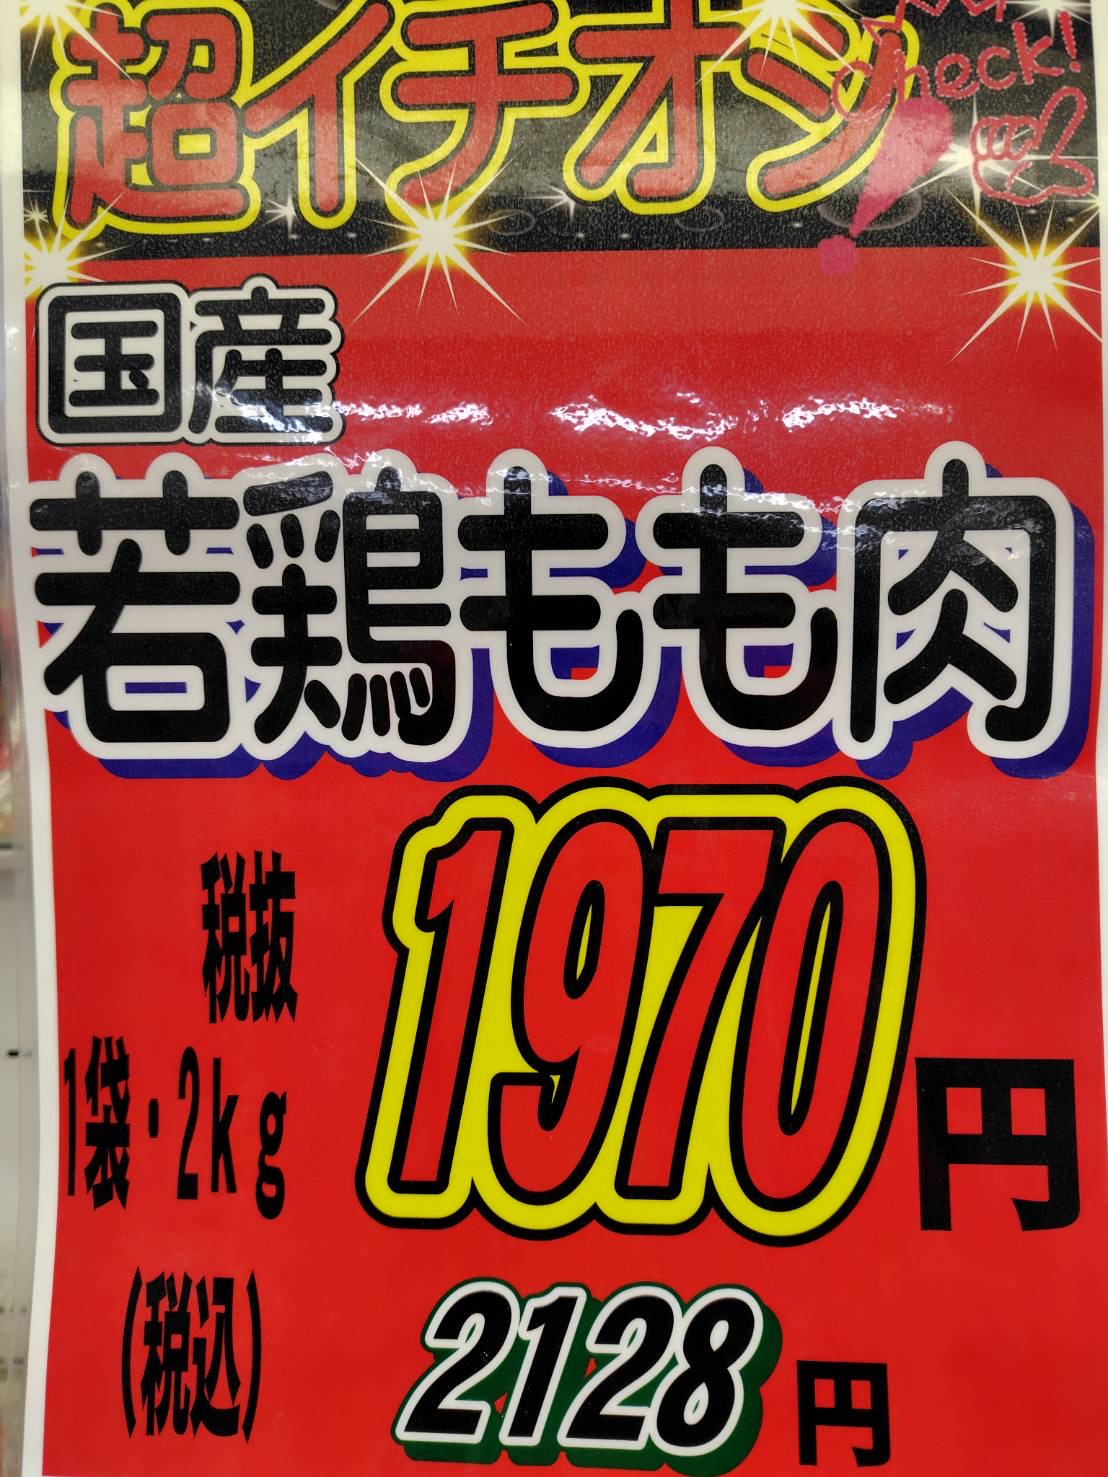 超イチオシ
check!
国産
若鶏もも肉
税抜
1袋・2kg
1970円
(税込)
2128円